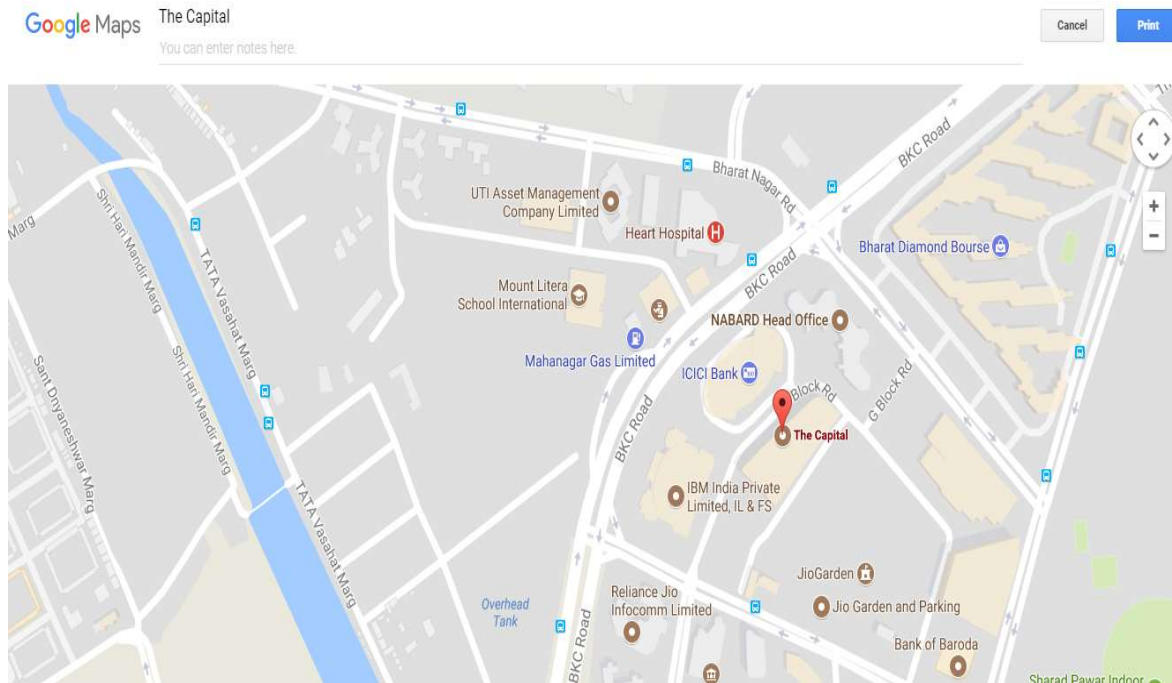 Google Maps
The Capital
You can enter notes here.
Cancel
Print
BKC Road
Bharat Nagar Rd
UTI Asset Management
Company Limited
Heart Hospital
H
Bharat Diamond Bourse
+
−
Marg
Shri Hari Mandir Marg
TATA Vasahat Marg
BKC Road
Mount Litera
School International
NABARD Head Office
Mahanagar Gas Limited
ICICI Bank
Block Rd
G Block Rd
Shri Hari Mandir Marg
Sant Dnyaneshwar Marg
BKC Road
The Capital
IBM India Private
Limited, IL & FS
TATA Vasahat Marg
JioGarden
Reliance Jio
Infocomm Limited
Jio Garden and Parking
Overhead
Tank
BKC Road
Bank of Baroda
Sharad Pawar Indoor